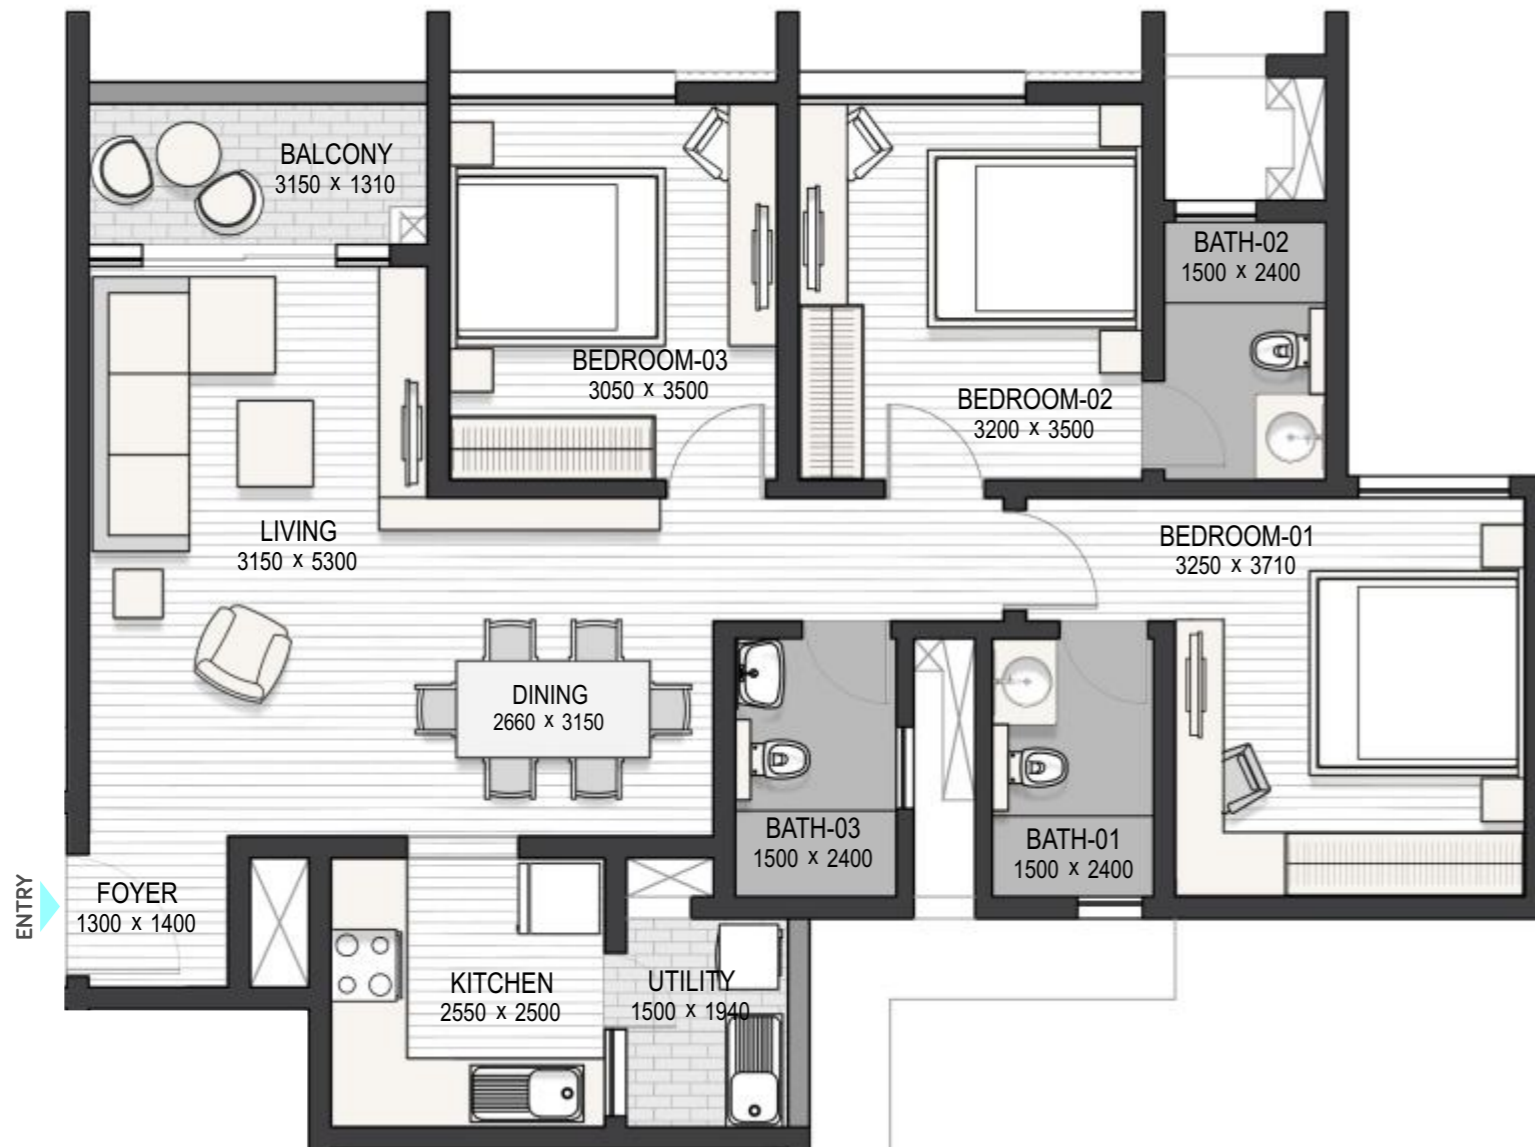 BALCONY
3150 x 1310
BEDROOM-03
3050 x 3500
BEDROOM-02
3200 x 3500
BATH-02
1500 x 2400
LIVING
3150 x 5300
BEDROOM-01
3250 x 3710
DINING
2660 x 3150
BATH-03
1500 x 2400
BATH-01
1500 x 2400
ENTRY
FOYER
1300 x 1400
KITCHEN
2550 x 2500
UTILITY
1500 x 1940